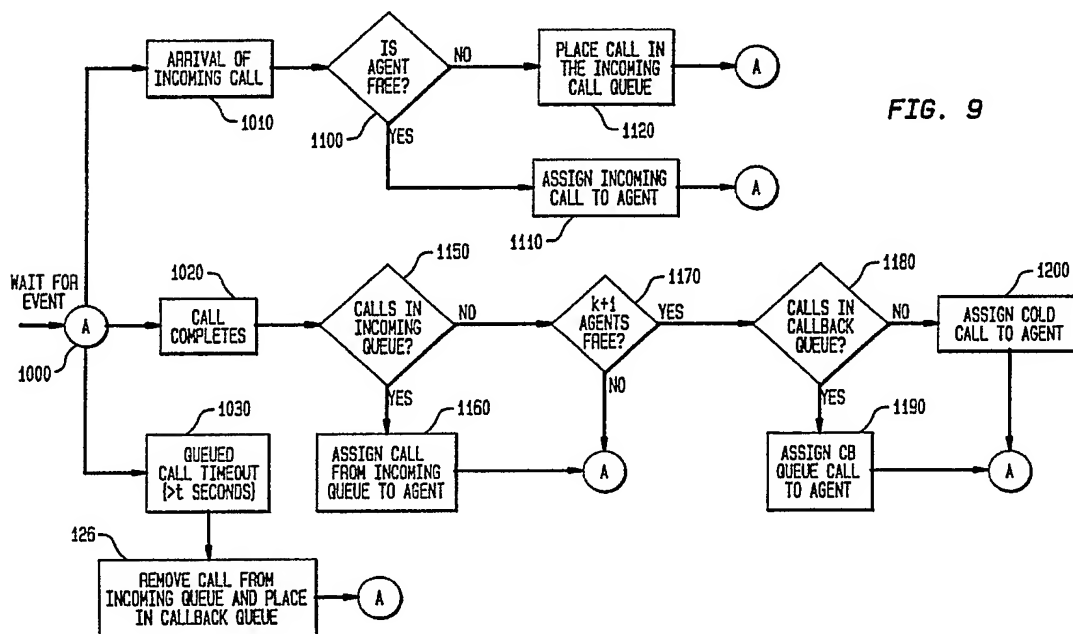 ARRIVAL OF
INCOMING CALL
1010
IS
AGENT
FREE?
1100
NO
YES
PLACE CALL IN
THE INCOMING
CALL QUEUE
1120
A
FIG. 9
ASSIGN INCOMING
CALL TO AGENT
1110
A
WAIT FOR
EVENT
A
1000
1020
CALL
COMPLETES
1150
CALLS IN
INCOMING
QUEUE?
NO
YES
1170
k+1
AGENTS
FREE?
YES
NO
1180
CALLS IN
CALLBACK
QUEUE?
NO
YES
1200
ASSIGN COLD
CALL TO AGENT
1030
QUEUED
CALL TIMEOUT
(>t SECONDS)
1160
ASSIGN CALL
FROM INCOMING
QUEUE TO AGENT
A
1190
ASSIGN CB
QUEUE CALL
TO AGENT
A
126
REMOVE CALL FROM
INCOMING QUEUE AND PLACE
IN CALLBACK QUEUE
A